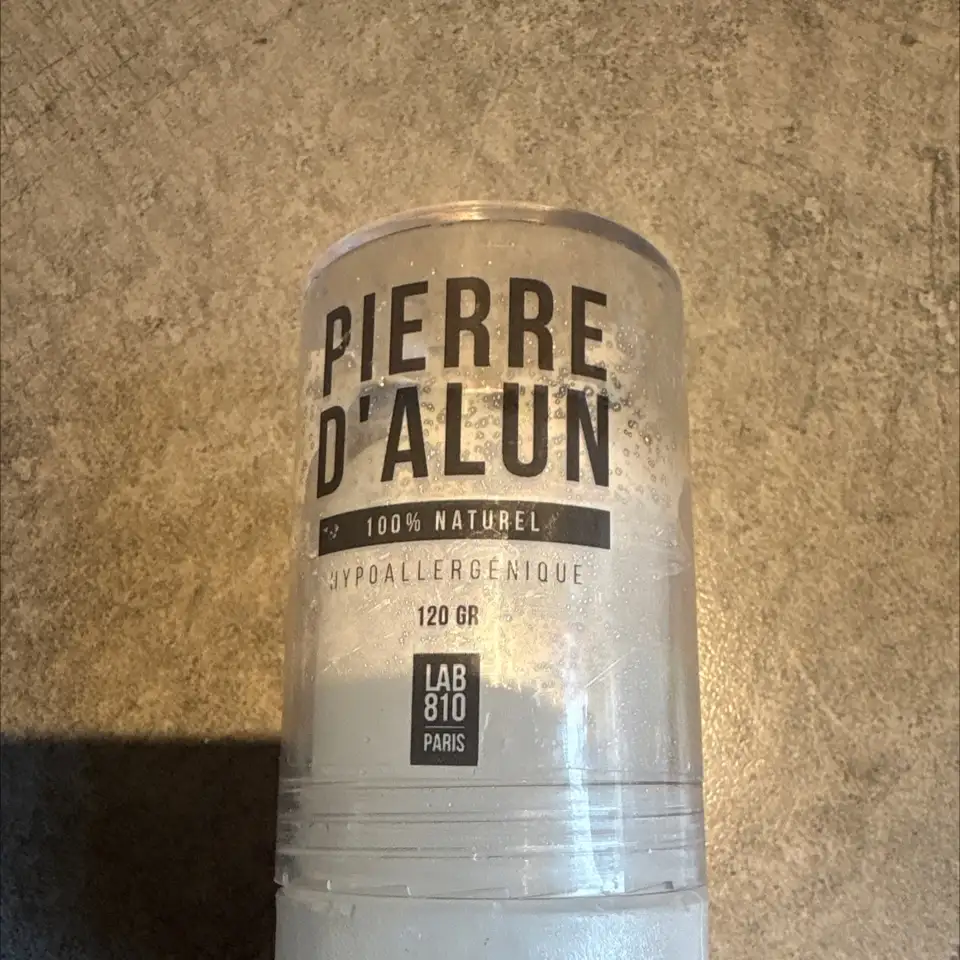 PIERRE
D'ALUN
100% NATUREL
HYPOALLERGÉNIQUE
120 GR
LAB
810
PARIS